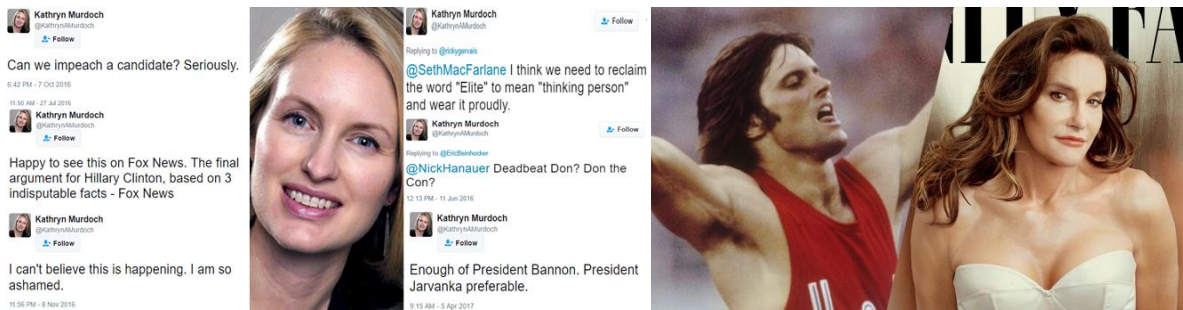 Kathryn Murdoch
@KathrynAMurdoch
Follow
Can we impeach a candidate? Seriously.
6:42 PM - 7 Oct 2016
11:50 AM - 27 Jul 2016
Kathryn Murdoch
@KathrynAMurdoch
Follow
Happy to see this on Fox News. The final
argument for Hillary Clinton, based on 3
indisputable facts - Fox News
Kathryn Murdoch
@KathrynAMurdoch
Follow
I can't believe this is happening. I am so
ashamed.
11:56 PM - 8 Nov 2016
Kathryn Murdoch
@KathrynAMurdoch
Follow
Replying to @rickygervais
@SethMacFarlane I think we need to reclaim
the word "Elite" to mean "thinking person"
and wear it proudly.
Kathryn Murdoch
@KathrynAMurdoch
Follow
Replying to @EricBeinhocker
@NickHanauer Deadbeat Don? Don the
Con?
12:13 PM - 11 Jun 2016
Kathryn Murdoch
@KathrynAMurdoch
Follow
Enough of President Bannon. President
Jarvanka preferable.
9:15 AM - 5 Apr 2017